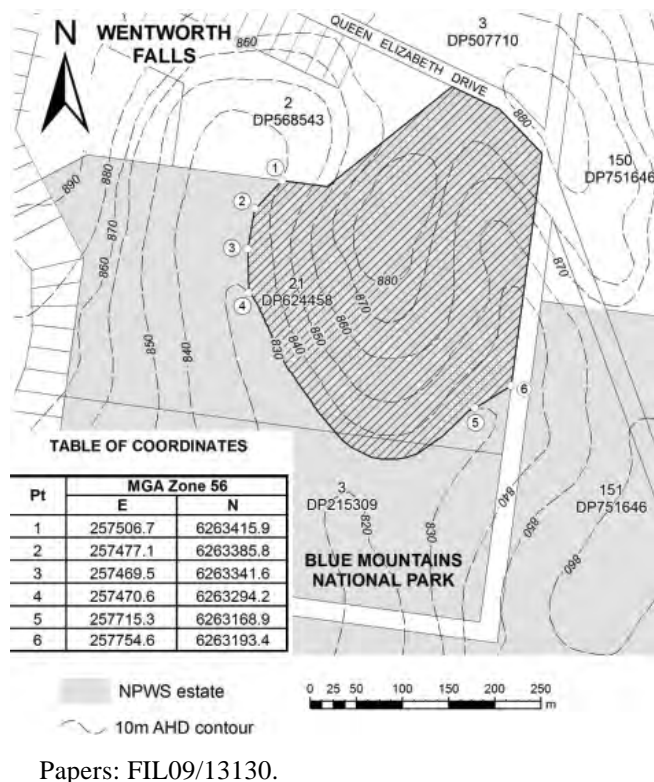 N
WENTWORTH
FALLS
860
QUEEN ELIZABETH DRIVE
3
DP507710
2
DP568543
880
150
DP751646
1
890
880
870
860
2
3
4
850
840
21
DP624458
830
840
850
860
870
880
870
6
5
TABLE OF COORDINATES
Pt MGA Zone 56
E N
1 257506.7 6263415.9
2 257477.1 6263385.8
3 257469.5 6263341.6
4 257470.6 6263294.2
5 257715.3 6263168.9
6 257754.6 6263193.4
3
DP215309
820
830
840
850
860
151
DP751646
BLUE MOUNTAINS
NATIONAL PARK
NPWS estate
10m AHD contour
0 25 50 100 150 200 250
m
Papers: FIL09/13130.